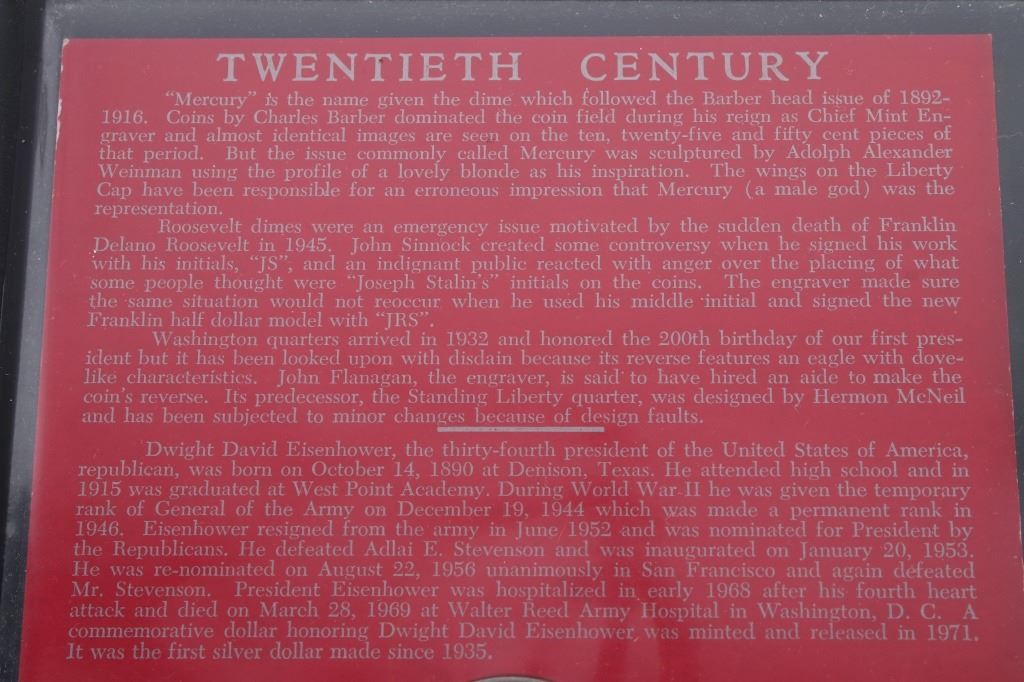 TWENTIETH CENTURY
"Mercury" is the name given the dime which followed the Barber head issue of 1892-
1916. Coins by Charles Barber dominated the coin field during his reign as Chief Mint En-
graver and almost identical images are seen on the ten, twenty-five and fifty cent pieces of
that period. But the issue commonly called Mercury was sculptured by Adolph Alexander
Weinman using the profile of a lovely blonde as his inspiration. The wings on the Liberty
Cap have been responsible for an erroneous impression that Mercury (a male god) was the
representation.
Roosevelt dimes were an emergency issue motivated by the sudden death of Franklin
Delano Roosevelt in 1945. John Sinnock created some controversy when he signed his work
with his initials, "JS", and an indignant public reacted with anger over the placing of what
some people thought were "Joseph Stalin's" initials on the coins. The engraver made sure
the same situation would not reoccur when he used his middle initial and signed the new
Franklin half dollar model with "JRS".
Washington quarters arrived in 1932 and honored the 200th birthday of our first pres-
ident but it has been looked upon with disdain because its reverse features an eagle with dove-
like characteristics. John Flanagan, the engraver, is said to have hired an aide to make the
coin's reverse. Its predecessor, the Standing Liberty quarter, was designed by Hermon McNeil
and has been subjected to minor changes because of design faults.
Dwight David Eisenhower, the thirty-fourth president of the United States of America,
republican, was born on October 14, 1890 at Denison, Texas. He attended high school and in
1915 was graduated at West Point Academy. During World War II he was given the temporary
rank of General of the Army on December 19, 1944 which was made a permanent rank in
1946. Eisenhower resigned from the army in June 1952 and was nominated for President by
the Republicans. He defeated Adlai E. Stevenson and was inaugurated on January 20, 1953.
He was re-nominated on August 22, 1956 unanimously in San Francisco and again defeated
Mr. Stevenson. President Eisenhower was hospitalized in early 1968 after his fourth heart
attack and died on March 28, 1969 at Walter Reed Army Hospital in Washington, D. C. A
commemorative dollar honoring Dwight David Eisenhower was minted and released in 1971.
It was the first silver dollar made since 1935.